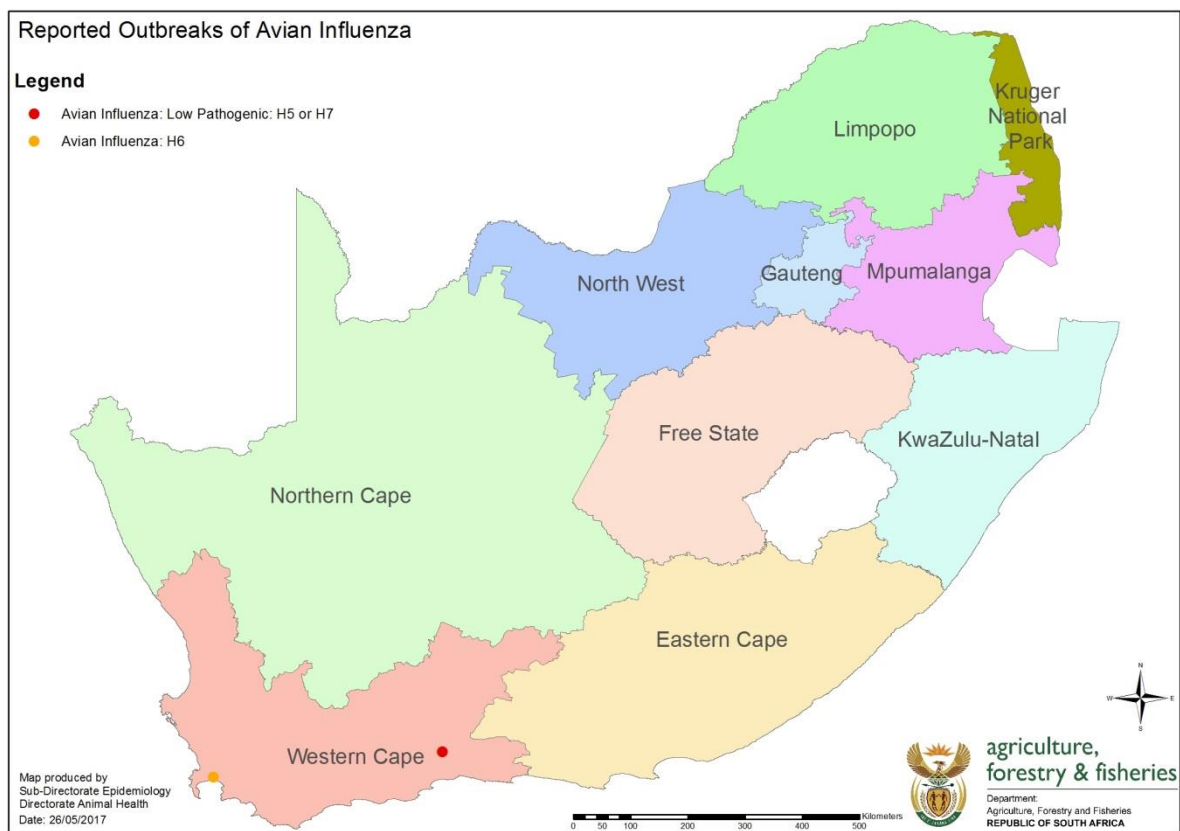 Reported Outbreaks of Avian Influenza
Legend
Avian Influenza: Low Pathogenic: H5 or H7
Avian Influenza: H6
Kruger
National
Park
Limpopo
North West
Gauteng
Mpumalanga
Free State
KwaZulu-Natal
Northern Cape
Eastern Cape
Western Cape
N
W
E
S
Map produced by
Sub-Directorate Epidemiology
Directorate Animal Health
Date: 26/05/2017
Kilometers
0 50 100 200 300 400 500
agriculture,
forestry & fisheries
Department:
Agriculture, Forestry and Fisheries
REPUBLIC OF SOUTH AFRICA